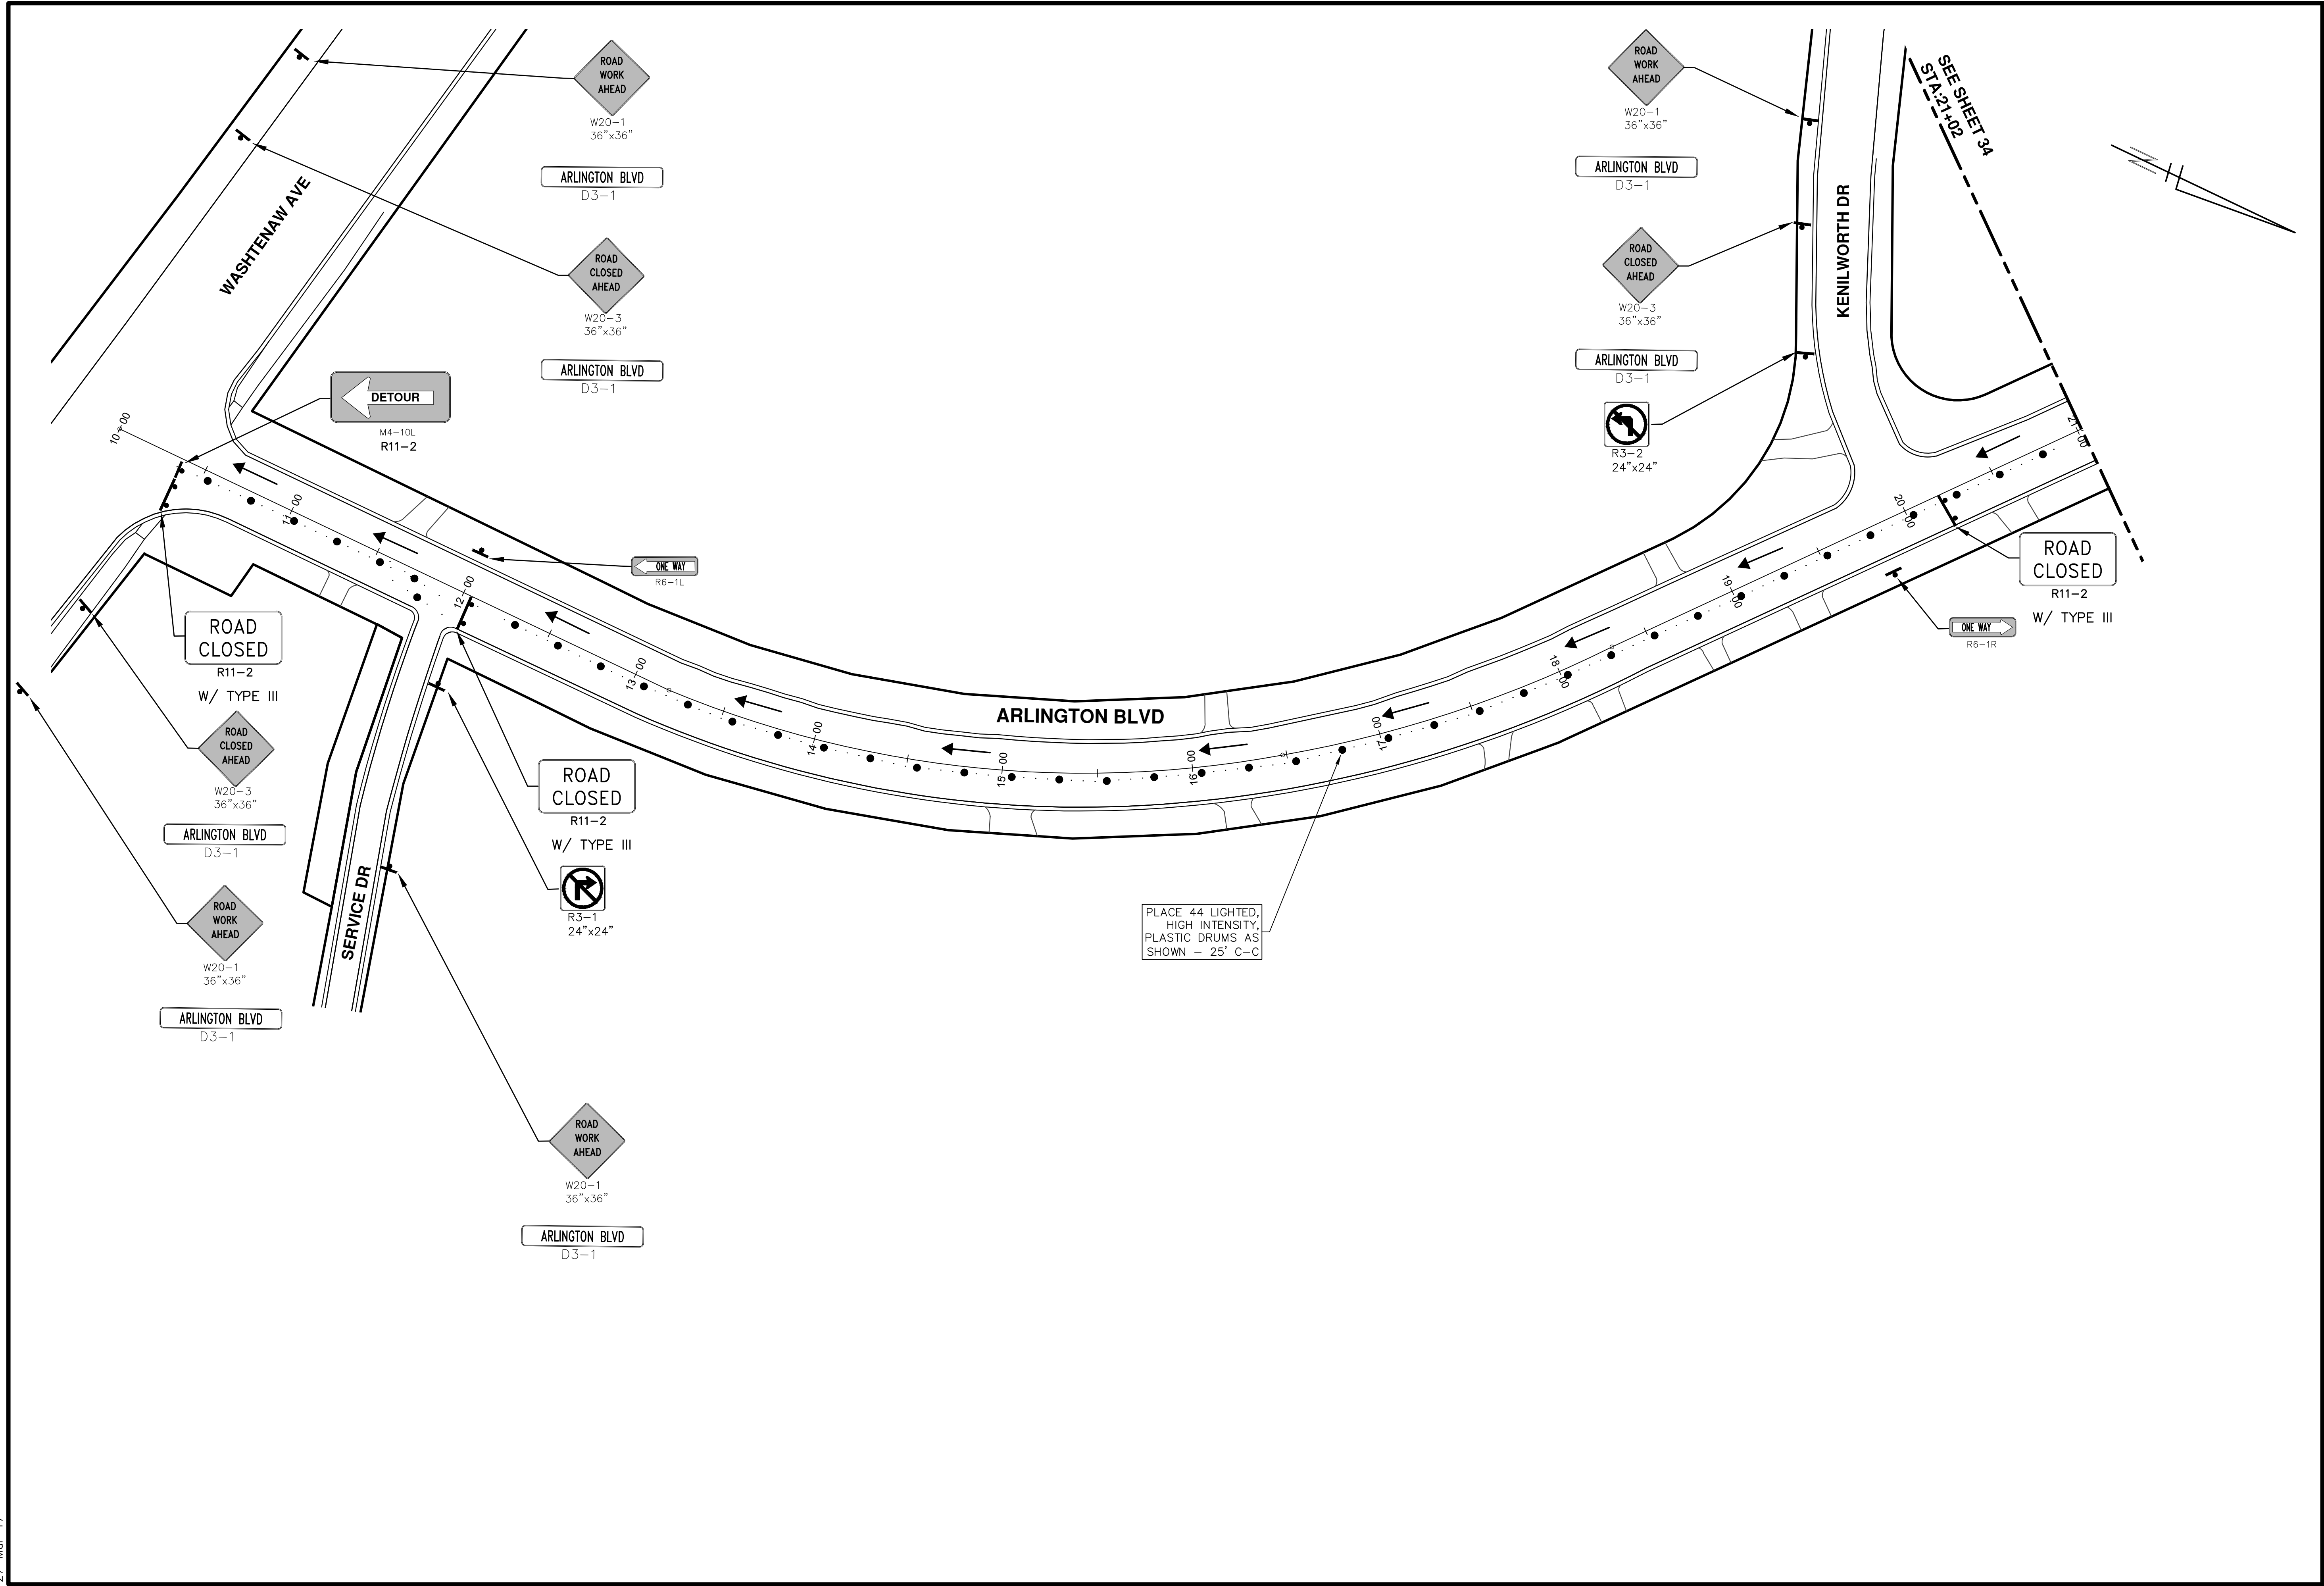 ROAD
WORK
AHEAD
W20-1
36"x36"
ARLINGTON BLVD
D3-1
WASHTENAW AVE
ROAD
CLOSED
AHEAD
W20-3
36"x36"
ARLINGTON BLVD
D3-1
DETOUR
M4-10L
R11-2
ROAD
WORK
AHEAD
W20-1
36"x36"
ARLINGTON BLVD
D3-1
ROAD
CLOSED
AHEAD
W20-3
36"x36"
ARLINGTON BLVD
D3-1
R3-2
24"x24"
KENILWORTH DR
SEE SHEET 34
STA:21+02
N
10+00
11+00
12+00
13+00
14+00
15+00
16+00
17+00
18+00
19+00
20+00
21+00
ONE WAY
R6-1L
ARLINGTON BLVD
ROAD
CLOSED
R11-2
W/ TYPE III
ONE WAY
R6-1R
ROAD
CLOSED
R11-2
W/ TYPE III
ROAD
CLOSED
AHEAD
W20-3
36"x36"
ARLINGTON BLVD
D3-1
ROAD
WORK
AHEAD
W20-1
36"x36"
ARLINGTON BLVD
D3-1
SERVICE DR
ROAD
CLOSED
R11-2
W/ TYPE III
R3-1
24"x24"
PLACE 44 LIGHTED,
HIGH INTENSITY,
PLASTIC DRUMS AS
SHOWN - 25' C-C
ROAD
WORK
AHEAD
W20-1
36"x36"
ARLINGTON BLVD
D3-1